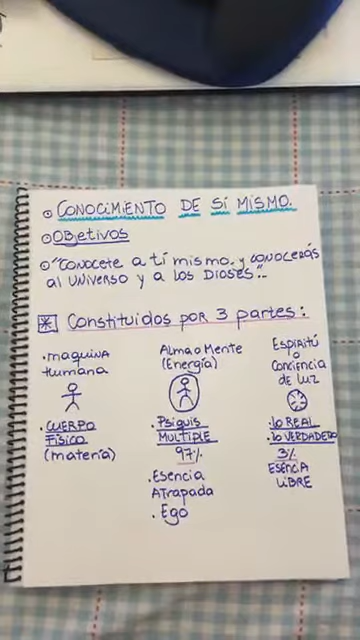 CONOCIMIENTO DE SÍ MISMO.
Objetivos
"CONOCETE a tí mismo. y CONOCERÁS
al UNIVERSO y a los DIOSES"..
Constituidos por 3 partes:
.maquina
Humana
.CUERPO
FÍSICO
(materia)
Alma o Mente
(Energía)
.Psiquis
MÚLTIPLE
97%
.Esencia
ATrapada
.Ego
Espiritú
o
Conciencia
de luz
.lo REAL
.lo VERDADERO
3%
ESENCIA
LIBRE